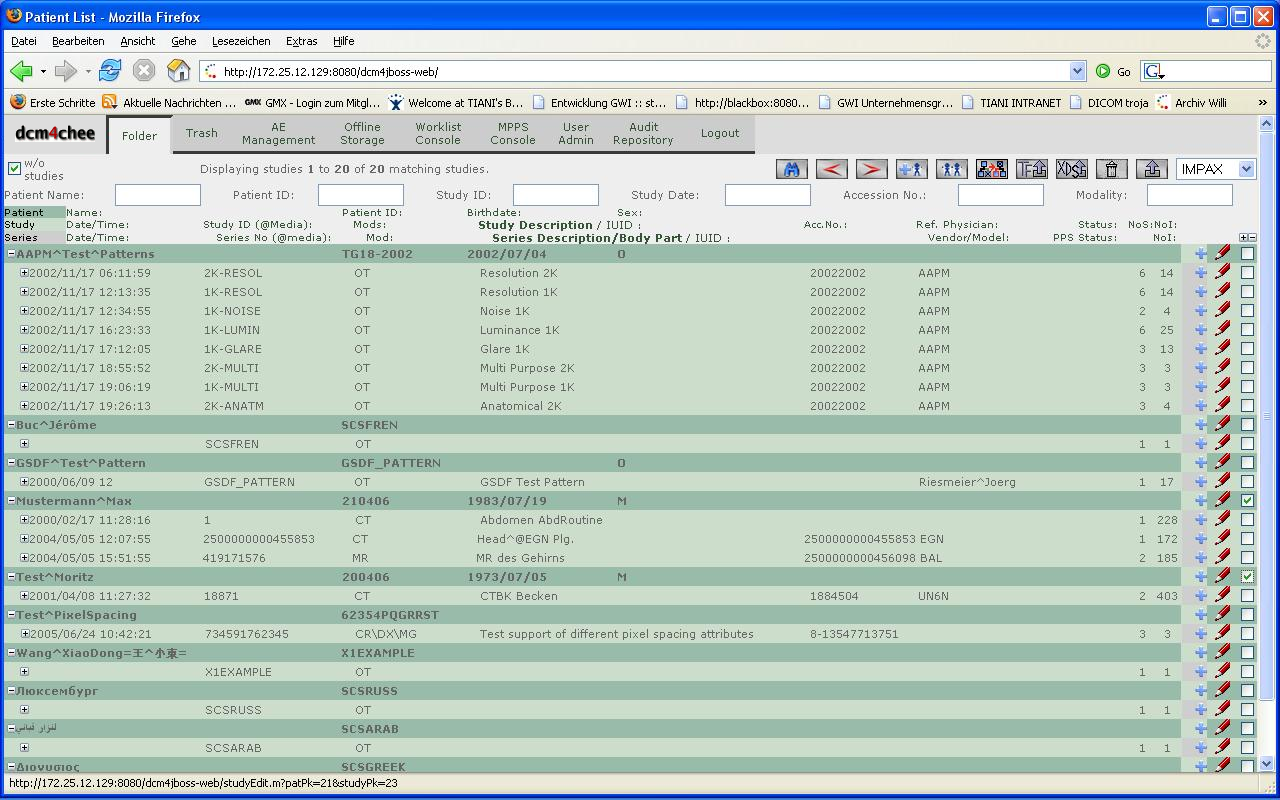 Patient List - Mozilla Firefox
Datei Bearbeiten Ansicht Gehe Lesezeichen Extras Hilfe
http://172.25.12.129:8080/dcm4jboss-web/ Go G
Erste Schritte Aktuelle Nachrichten ... GMX GMX - Login zum Mitgl... Welcome at TIANI's B... Entwicklung GWI :: st... http://blackbox:8080... GWI Unternehmensgr... TIANI INTRANET DICOM troja Archiv Willi »
dcm4chee Folder Trash AE Management Offline Storage Worklist Console MPPS Console User Admin Audit Repository Logout
w/o studies Displaying studies 1 to 20 of 20 matching studies. TF XDS IMPAX
Patient Name: Patient ID: Study ID: Study Date: Accession No.: Modality:
Patient Name: Patient ID: Birthdate: Sex:
Study Date/Time: Study ID (@Media): Mods: Study Description / IUID : Acc.No.: Ref. Physician: Status: NoS: NoI:
Series Date/Time: Series No (@media): Mod: Series Description/Body Part / IUID : Vendor/Model: PPS Status: NoI:
AAPM^Test^Patterns TG18-2002 2002/07/04 O
2002/11/17 06:11:59 2K-RESOL OT Resolution 2K 20022002 AAPM 6 14
2002/11/17 12:13:35 1K-RESOL OT Resolution 1K 20022002 AAPM 6 14
2002/11/17 12:34:55 1K-NOISE OT Noise 1K 20022002 AAPM 2 4
2002/11/17 16:23:33 1K-LUMIN OT Luminance 1K 20022002 AAPM 6 25
2002/11/17 17:12:05 1K-GLARE OT Glare 1K 20022002 AAPM 3 13
2002/11/17 18:55:52 2K-MULTI OT Multi Purpose 2K 20022002 AAPM 3 3
2002/11/17 19:06:19 1K-MULTI OT Multi Purpose 1K 20022002 AAPM 3 3
2002/11/17 19:26:13 2K-ANATM OT Anatomical 2K 20022002 AAPM 3 4
Buc^Jérôme SCSFREN
SCSFREN OT 1 1
GSDF^Test^Pattern GSDF_PATTERN O
2000/06/09 12 GSDF_PATTERN OT GSDF Test Pattern Riesmeier^Joerg 1 17
Mustermann^Max 210406 1983/07/19 M
2000/02/17 11:28:16 1 CT Abdomen AbdRoutine 1 228
2004/05/05 12:07:55 25000000000455853 CT Head^@EGN Plg. 2500000000455853 EGN 1 172
2004/05/05 15:51:55 419171576 MR MR des Gehirns 2500000000456098 BAL 2 185
Test^Moritz 200406 1973/07/05 M
2001/04/08 11:27:32 18871 CT CTBK Becken 1884504 UN6N 2 403
Test^PixelSpacing 62354PQGRRST
2005/06/24 10:42:21 734591762345 CR\DX\MG Test support of different pixel spacing attributes 8-13547713751 3 3
Wang^XiaoDong=王^小東= X1EXAMPLE
X1EXAMPLE OT 1 1
Люксембург SCSRUSS
SCSRUSS OT 1 1
لنزار قباني SCSARAB
SCSARAB OT 1 1
Διονυσιος SCSGREEK
http://172.25.12.129:8080/dcm4jboss-web/studyEdit.m?patPk=21&studyPk=23